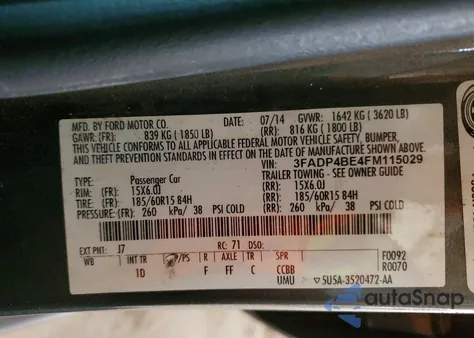 MFD. BY FORD MOTOR CO. DATE: 07/14 GVWR: 1642 KG ( 3620 LB)
GAWR: (FR): 839 KG ( 1850 LB) (RR): 816 KG ( 1800 LB)
THIS VEHICLE CONFORMS TO ALL APPLICABLE FEDERAL MOTOR VEHICLE SAFETY, BUMPER,
AND THEFT PREVENTION STANDARDS IN EFFECT ON THE DATE OF MANUFACTURE SHOWN ABOVE.
VIN: 3FADP4BE4FM115029
TYPE: Passenger Car TRAILER TOWING - SEE OWNER GUIDE
RIM: (FR) 15X6.0J (RR): 15X6.0J
TIRE: (FR) 185/60R15 84H (RR): 185/60R15 84H
PRESSURE: (FR) 260 kPa/ 38 PSI COLD (RR): 260 kPa/ 38 PSI COLD
EXT PNT: J7 RC: 71 DSO: F0092
WB INT TR /PS R AXLE TR SPR R0070
1D F FF C CCBB
UMU 5U5A-3520472-AA
autoSnap